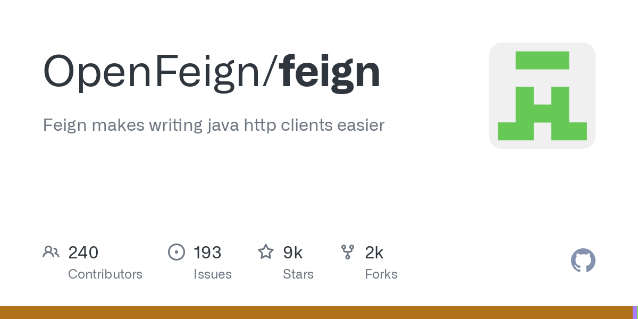 OpenFeign/feign
Feign makes writing java http clients easier
240 193 9k 2k
Contributors Issues Stars Forks